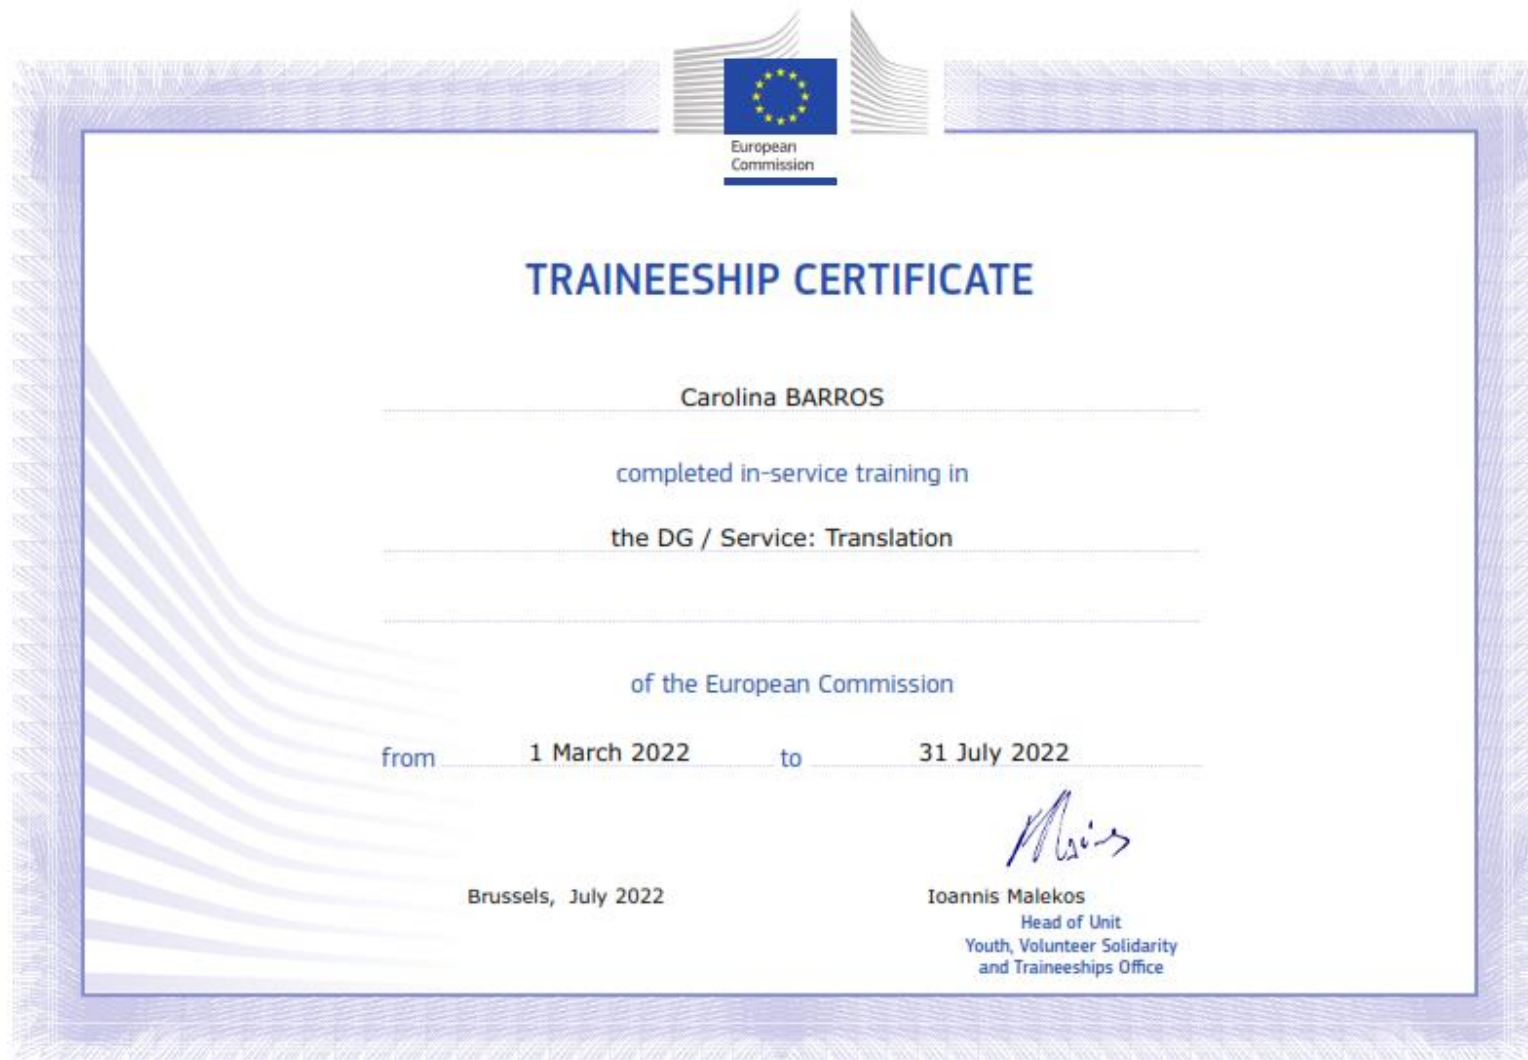 European
Commission
TRAINEESHIP CERTIFICATE
Carolina BARROS
completed in-service training in
the DG / Service: Translation
of the European Commission
from 1 March 2022 to 31 July 2022
Brussels, July 2022
Ioannis Malekos
Head of Unit
Youth, Volunteer Solidarity
and Traineeships Office